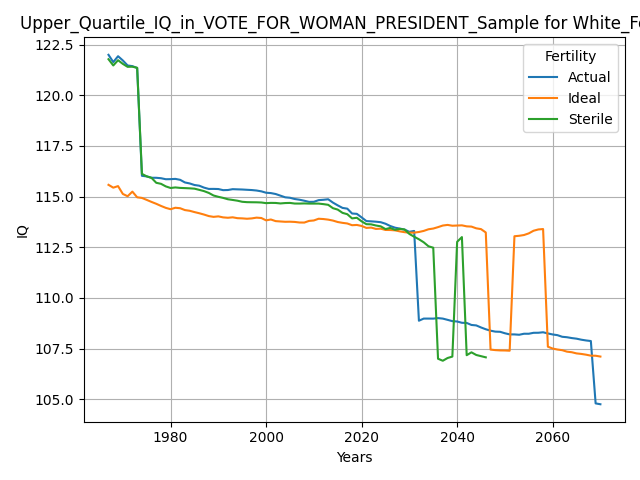 Upper_Quartile_IQ_in_VOTE_FOR_WOMAN_PRESIDENT_Sample for White_Fe
122.5
120.0
117.5
115.0
112.5
110.0
107.5
105.0
IQ
Fertility
Actual
Ideal
Sterile
1980 2000 2020 2040 2060
Years